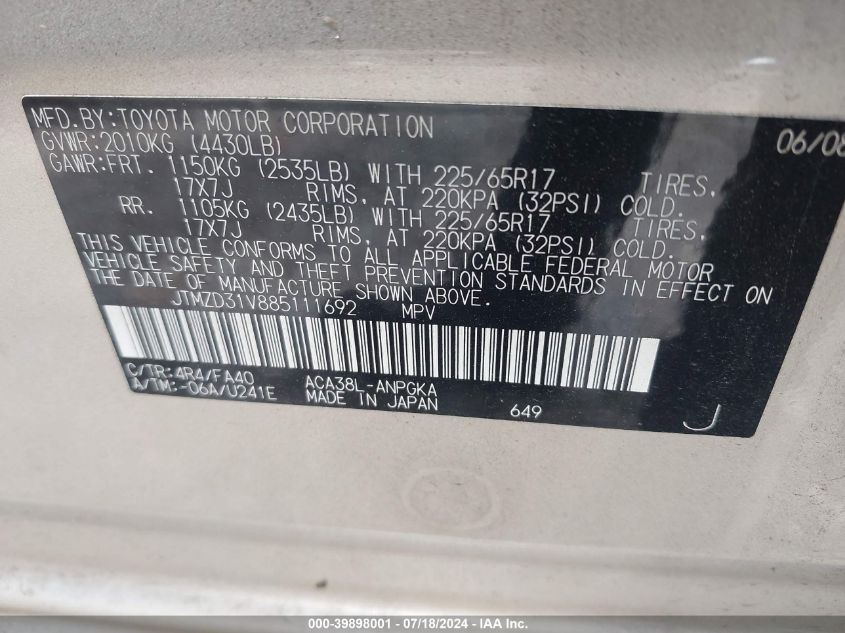 MFD.BY:TOYOTA MOTOR CORPORATION 06/08
GVWR:2010KG (4430LB)
GAWR:FRT. 1150KG (2535LB) WITH 225/65R17 TIRES,
17X7J RIMS, AT 220KPA (32PSI) COLD.
RR. 1105KG (2435LB) WITH 225/65R17 TIRES,
17X7J RIMS, AT 220KPA (32PSI) COLD.
THIS VEHICLE CONFORMS TO ALL APPLICABLE FEDERAL MOTOR
VEHICLE SAFETY AND THEFT PREVENTION STANDARDS IN EFFECT ON
THE DATE OF MANUFACTURE SHOWN ABOVE.
JTMZD31V885111692 MPV
C/TR:4R4/FA40 ACA38L-ANPGKA
A/TM:-06A/U241E MADE IN JAPAN 649 J
000-39898001 - 07/18/2024 - IAA Inc.